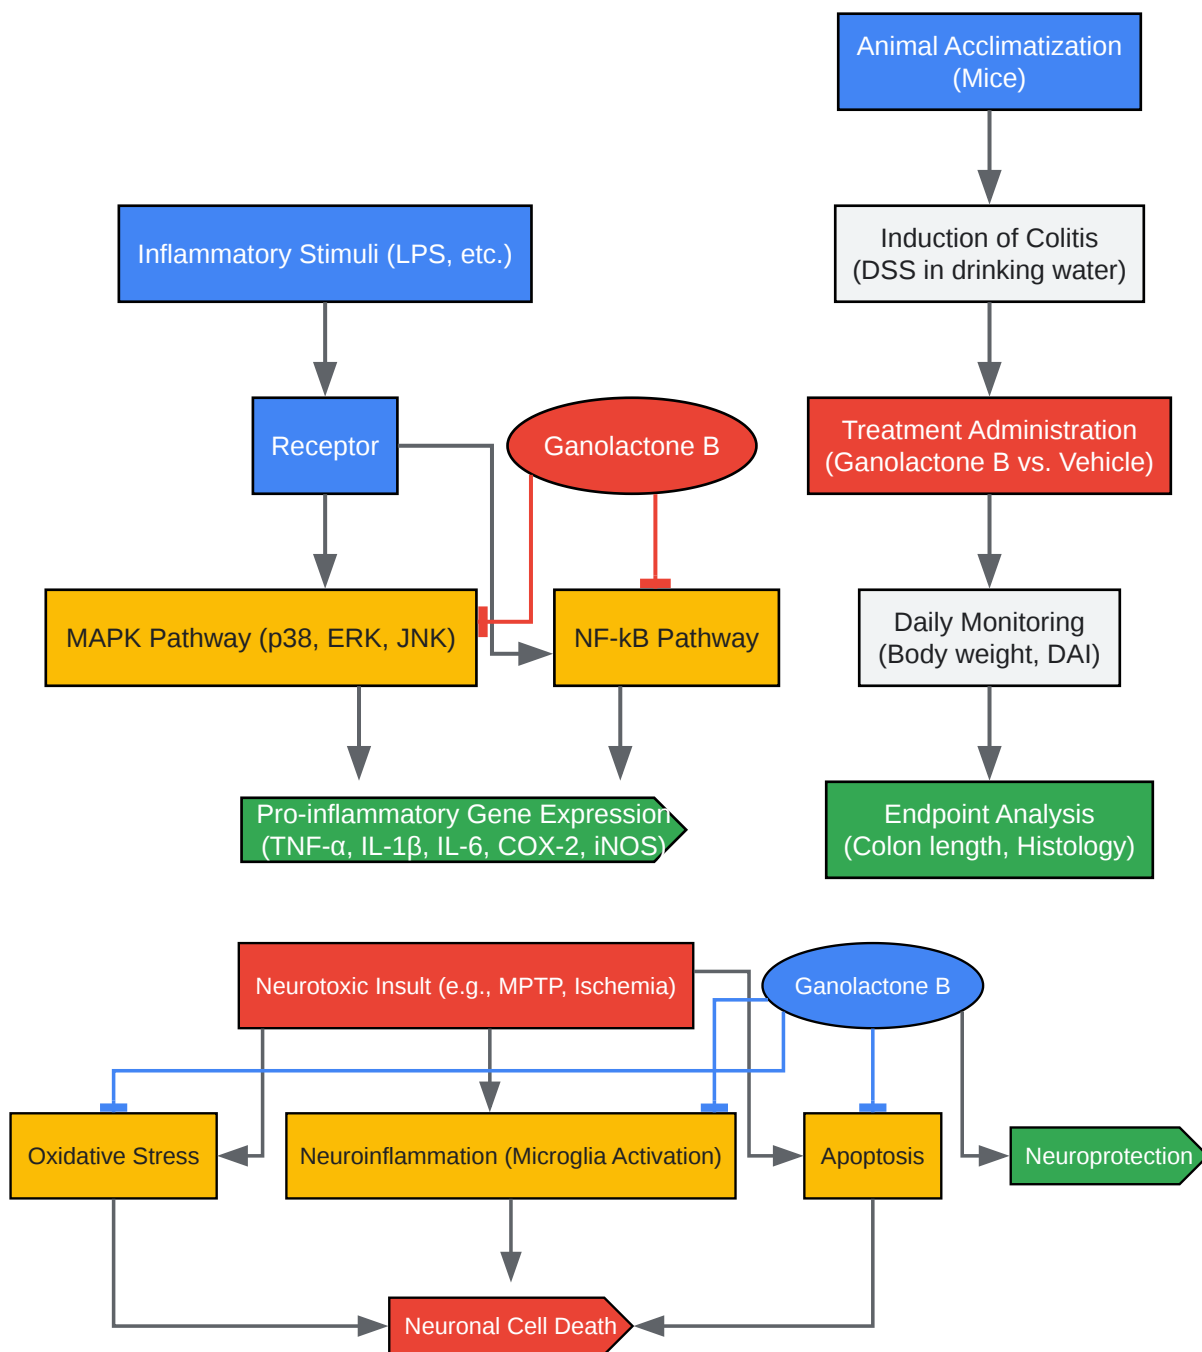 Animal Acclimatization
(Mice)
Inflammatory Stimuli (LPS, etc.)
Induction of Colitis
(DSS in drinking water)
Receptor
Ganolactone B
Treatment Administration
(Ganolactone B vs. Vehicle)
MAPK Pathway (p38, ERK, JNK)
NF-kB Pathway
Daily Monitoring
(Body weight, DAI)
Pro-inflammatory Gene Expression
(TNF-α, IL-1β, IL-6, COX-2, iNOS)
Endpoint Analysis
(Colon length, Histology)
Neurotoxic Insult (e.g., MPTP, Ischemia)
Ganolactone B
Oxidative Stress
Neuroinflammation (Microglia Activation)
Apoptosis
Neuroprotection
Neuronal Cell Death